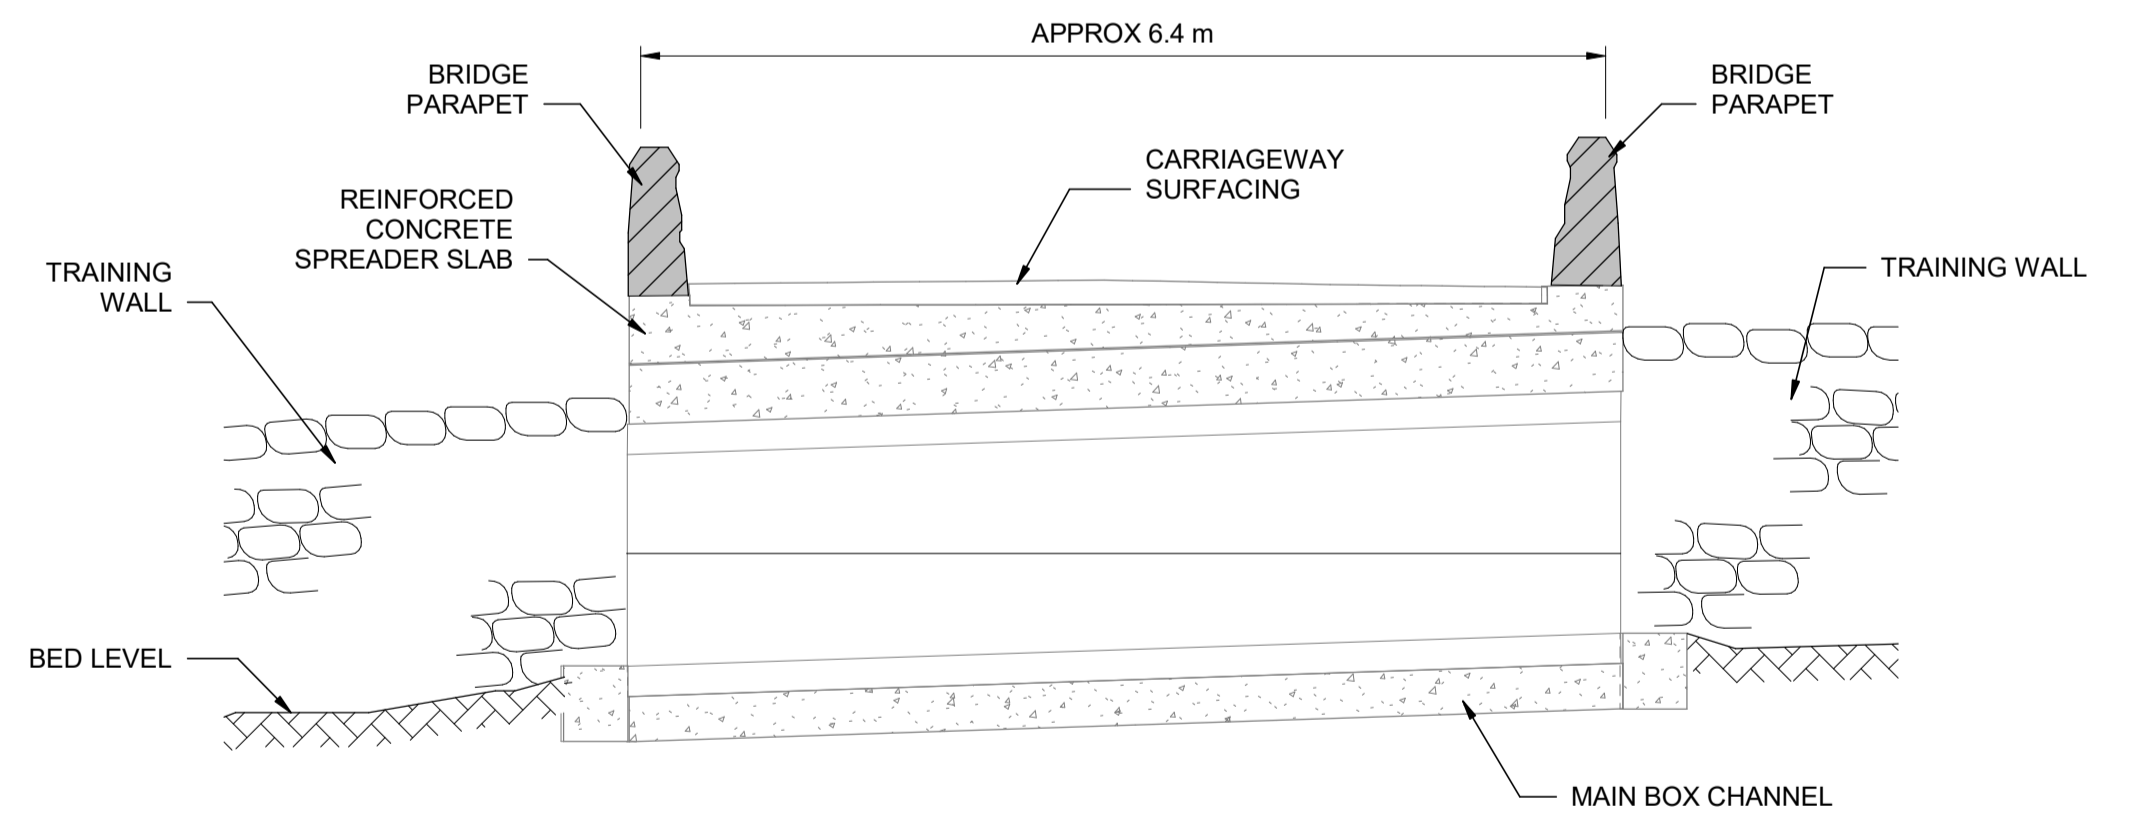 APPROX 6.4 m
BRIDGE
PARAPET
BRIDGE
PARAPET
CARRIAGEWAY
SURFACING
REINFORCED
CONCRETE
SPREADER SLAB
TRAINING
WALL
TRAINING WALL
BED LEVEL
MAIN BOX CHANNEL